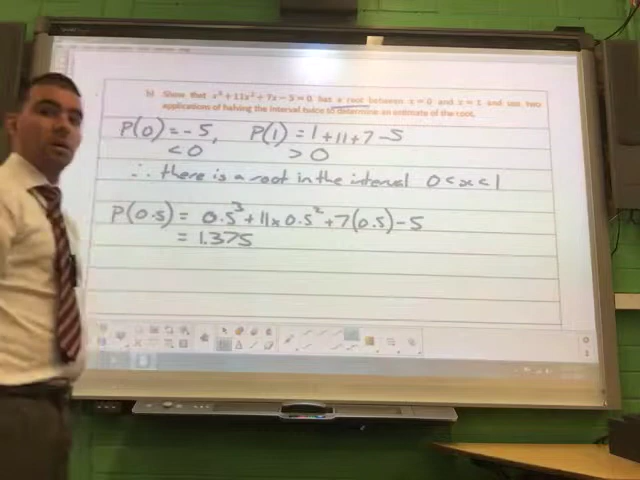 b) Show that x³ + 11x² + 7x – 5 = 0 has a root between x = 0 and x = 1 and use two
applications of halving the interval twice to determine an estimate of the root.
P(0) = -5, P(1) = 1 + 11 + 7 - 5
< 0 > 0
∴ there is a root in the interval 0 < x < 1
P(0.5) = 0.5³ + 11 x 0.5² + 7(0.5) - 5
= 1.375